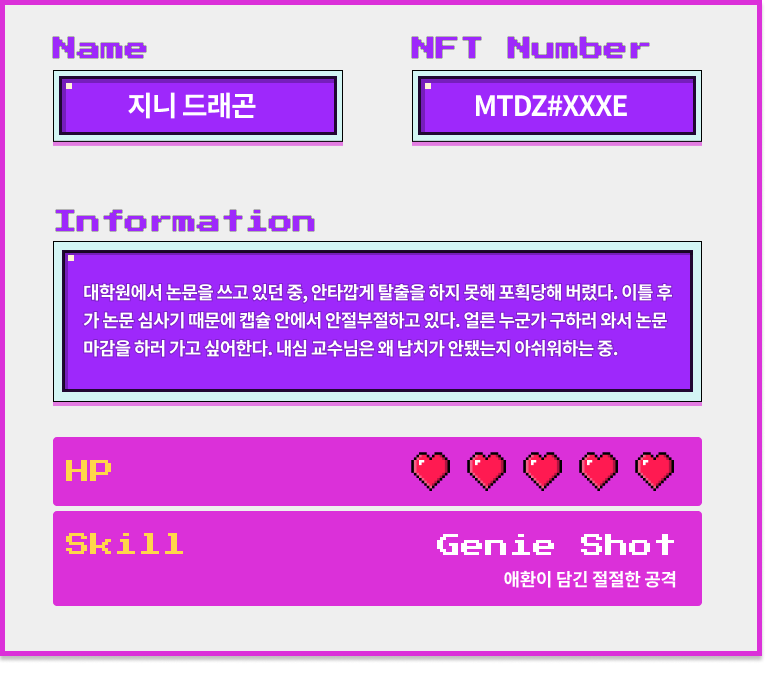 Name
NFT Number
지니 드래곤
MTDZ#XXXE
Information
대학원에서 논문을 쓰고 있던 중, 안타깝게 탈출을 하지 못해 포획당해 버렸다. 이틀 후
가 논문 심사기 때문에 캡슐 안에서 안절부절하고 있다. 얼른 누군가 구하러 와서 논문
마감을 하러 가고 싶어한다. 내심 교수님은 왜 납치가 안됐는지 아쉬워하는 중.
HP
Skill
Genie Shot
애환이 담긴 절절한 공격